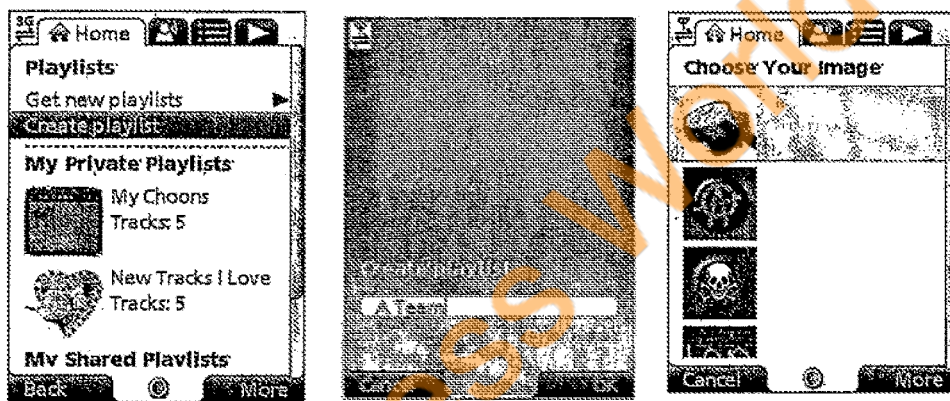 3G
Home
Playlists
Get new playlists
Create playlist
My Private Playlists
My Choons
Tracks: 5
New Tracks I Love
Tracks: 5
My Shared Playlists
Back
More
Create Playlist
A Team
Home
Choose Your Image
Cancel
More